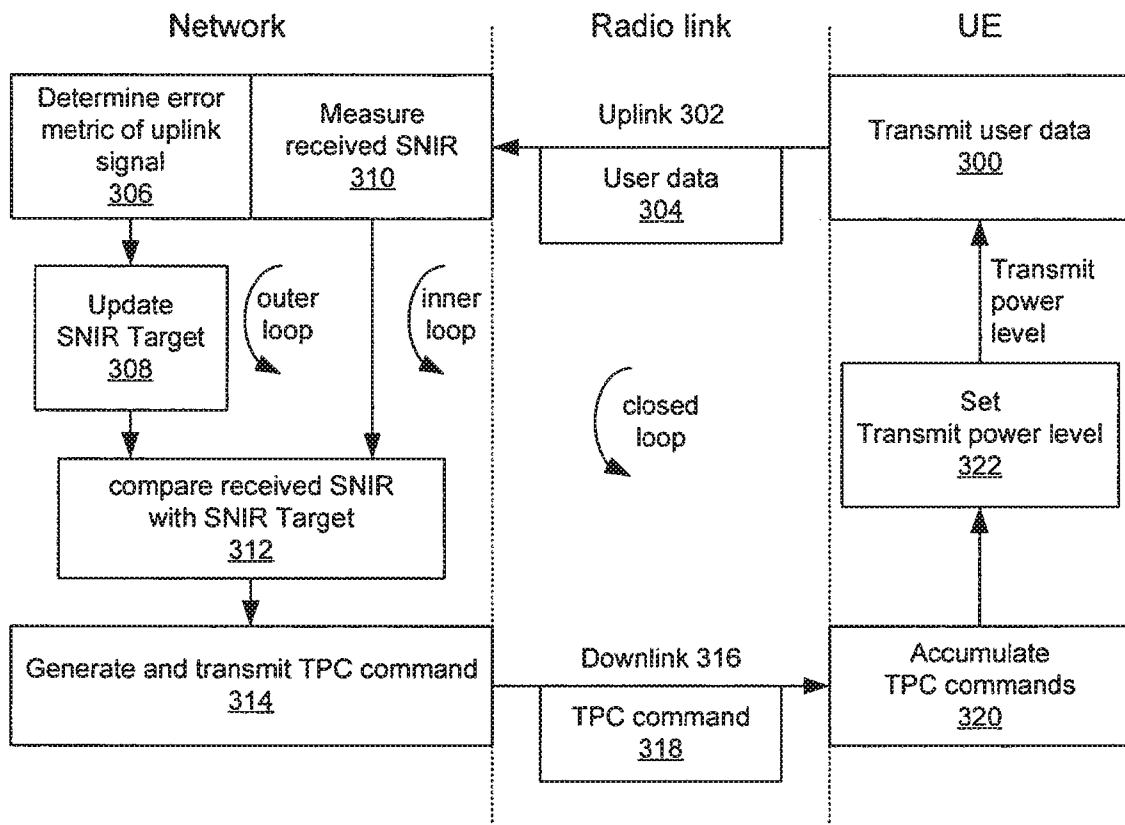 Network
Radio link
UE
Determine error
metric of uplink
signal
306
Measure
received SNIR
310
Uplink 302
User data
304
Transmit user data
300
Update
SNIR Target
308
outer
loop
inner
loop
closed
loop
Transmit
power
level
Set
Transmit power level
322
compare received SNIR
with SNIR Target
312
Generate and transmit TPC command
314
Downlink 316
TPC command
318
Accumulate
TPC commands
320